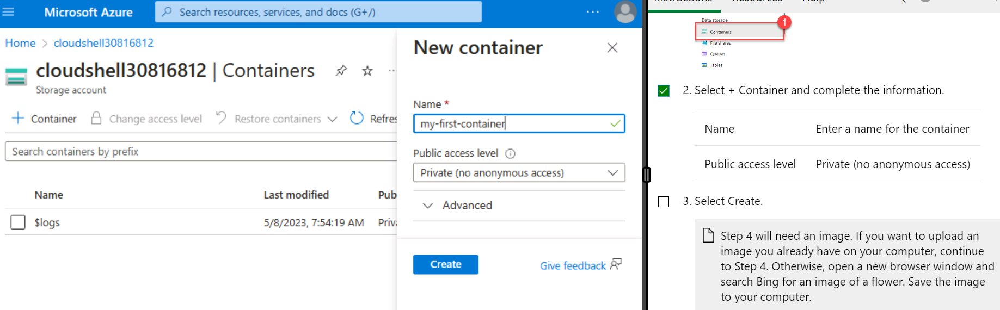 Microsoft Azure
Search resources, services, and docs (G+/)
Home > cloudshell30816812
cloudshell30816812 | Containers
Storage account
Container
Change access level
Restore containers
Refres
Search containers by prefix
Name
Last modified
Pub
$logs
5/8/2023, 7:54:19 AM
Priv
New container
Name *
my-first-container
Public access level
Private (no anonymous access)
Advanced
Create
Give feedback
Instructions
Resources
Help
Data storage
1
Containers
File shares
Queues
Tables
2. Select + Container and complete the information.
Name
Enter a name for the container
Public access level
Private (no anonymous access)
3. Select Create.
Step 4 will need an image. If you want to upload an
image you already have on your computer, continue
to Step 4. Otherwise, open a new browser window and
search Bing for an image of a flower. Save the image
to your computer.